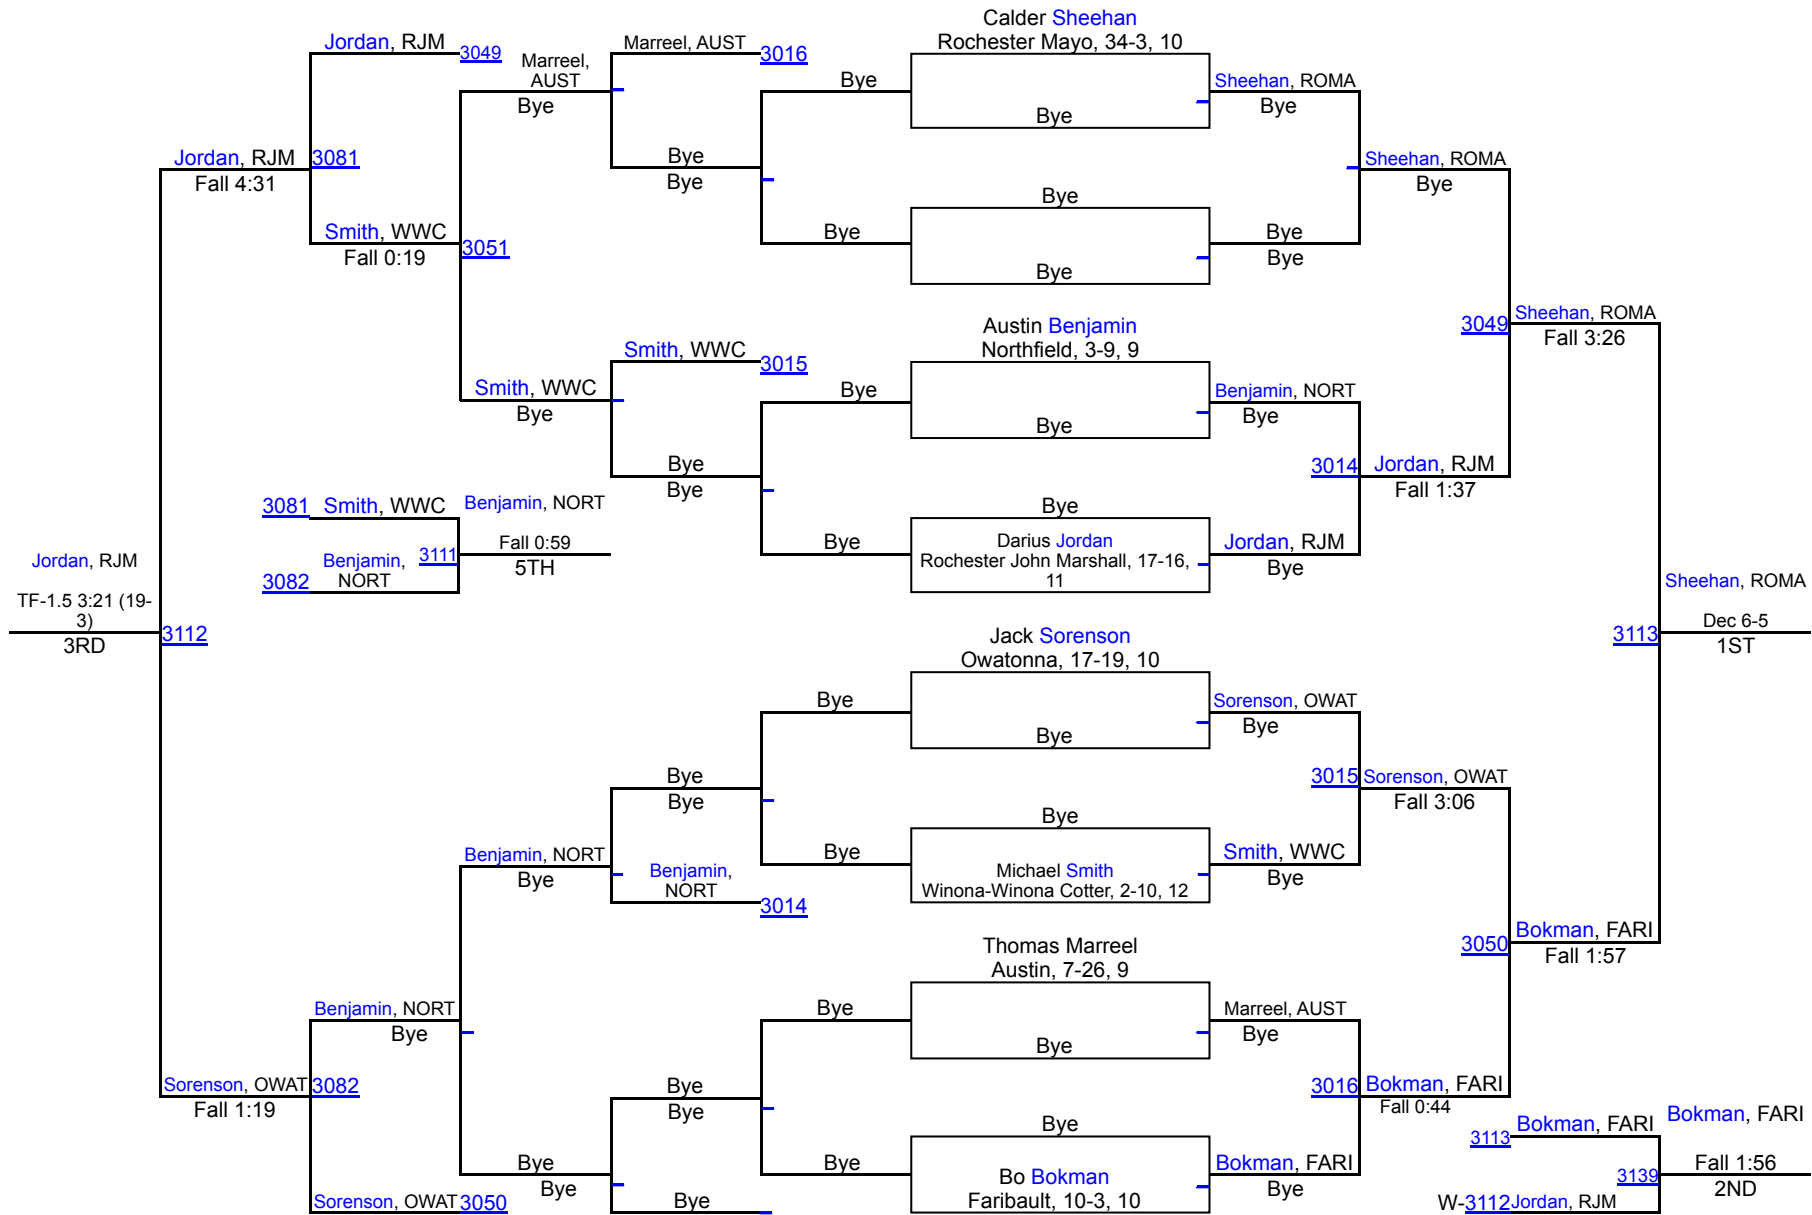 Calder Sheehan
Rochester Mayo, 34-3, 10
Jordan, RJM
3049
Marreel,
AUST
Bye
Marreel, AUST
3016
Bye
Bye
Sheehan, ROMA
Bye
Jordan, RJM
3081
Fall 4:31
Bye
Bye
Sheehan, ROMA
Bye
Bye
Smith, WWC
3051
Fall 0:19
Bye
Bye
Bye
Bye
Austin Benjamin
Northfield, 3-9, 9
3049
Sheehan, ROMA
Fall 3:26
Smith, WWC
3015
Smith, WWC
Bye
Bye
Bye
Benjamin, NORT
Bye
Bye
Bye
3014
Jordan, RJM
Fall 1:37
3081
Smith, WWC
Benjamin, NORT
Bye
Bye
Darius Jordan
Rochester John Marshall, 17-16,
11
Jordan, RJM
Bye
Fall 0:59
5TH
3111
Benjamin,
NORT
3082
Jordan, RJM
TF-1.5 3:21 (19-
3)
3RD
3112
Sheehan, ROMA
3113
Dec 6-5
1ST
Jack Sorenson
Owatonna, 17-19, 10
Bye
Bye
Sorenson, OWAT
Bye
Bye
Bye
3015
Sorenson, OWAT
Fall 3:06
Bye
Benjamin, NORT
Bye
Benjamin,
NORT
3014
Bye
Michael Smith
Winona-Winona Cotter, 2-10, 12
Smith, WWC
Bye
3050
Bokman, FARI
Fall 1:57
Thomas Marreel
Austin, 7-26, 9
Benjamin, NORT
Bye
Bye
Bye
Marreel, AUST
Bye
Sorenson, OWAT
3082
Fall 1:19
Bye
Bye
3016
Bokman, FARI
Fall 0:44
Bye
3113
Bokman, FARI
Bokman, FARI
Bye
Bye
Bye
Bo Bokman
Faribault, 10-3, 10
Bokman, FARI
Bye
3139
Fall 1:56
2ND
Sorenson, OWAT
3050
Bye
W-3112
Jordan, RJM